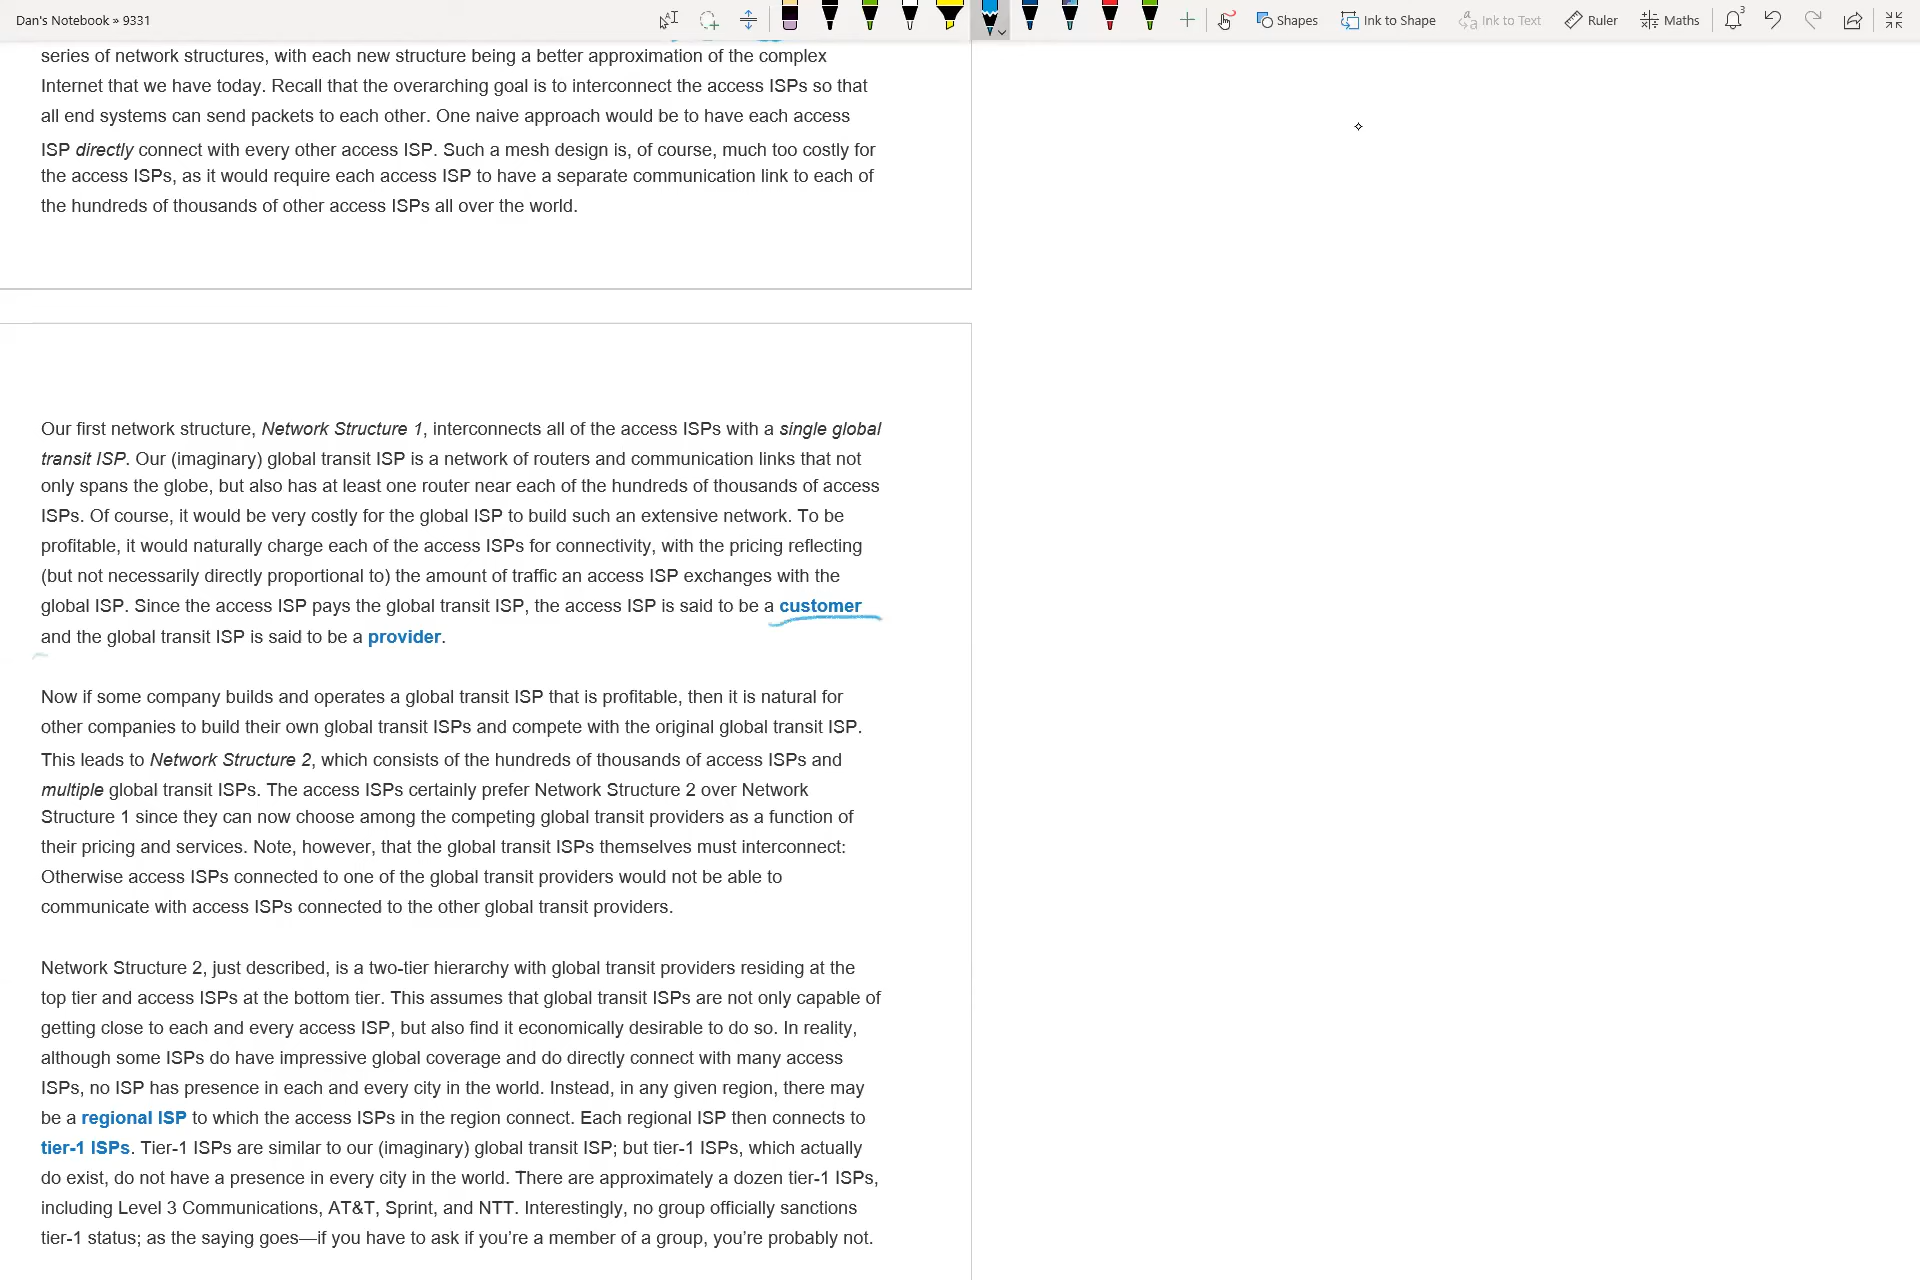 Dan's Notebook » 9331
Shapes
Ink to Shape
Ink to Text
Ruler
Maths
3
series of network structures, with each new structure being a better approximation of the complex
Internet that we have today. Recall that the overarching goal is to interconnect the access ISPs so that
all end systems can send packets to each other. One naive approach would be to have each access
ISP directly connect with every other access ISP. Such a mesh design is, of course, much too costly for
the access ISPs, as it would require each access ISP to have a separate communication link to each of
the hundreds of thousands of other access ISPs all over the world.
Our first network structure, Network Structure 1, interconnects all of the access ISPs with a single global
transit ISP. Our (imaginary) global transit ISP is a network of routers and communication links that not
only spans the globe, but also has at least one router near each of the hundreds of thousands of access
ISPs. Of course, it would be very costly for the global ISP to build such an extensive network. To be
profitable, it would naturally charge each of the access ISPs for connectivity, with the pricing reflecting
(but not necessarily directly proportional to) the amount of traffic an access ISP exchanges with the
global ISP. Since the access ISP pays the global transit ISP, the access ISP is said to be a customer
and the global transit ISP is said to be a provider.
Now if some company builds and operates a global transit ISP that is profitable, then it is natural for
other companies to build their own global transit ISPs and compete with the original global transit ISP.
This leads to Network Structure 2, which consists of the hundreds of thousands of access ISPs and
multiple global transit ISPs. The access ISPs certainly prefer Network Structure 2 over Network
Structure 1 since they can now choose among the competing global transit providers as a function of
their pricing and services. Note, however, that the global transit ISPs themselves must interconnect:
Otherwise access ISPs connected to one of the global transit providers would not be able to
communicate with access ISPs connected to the other global transit providers.
Network Structure 2, just described, is a two-tier hierarchy with global transit providers residing at the
top tier and access ISPs at the bottom tier. This assumes that global transit ISPs are not only capable of
getting close to each and every access ISP, but also find it economically desirable to do so. In reality,
although some ISPs do have impressive global coverage and do directly connect with many access
ISPs, no ISP has presence in each and every city in the world. Instead, in any given region, there may
be a regional ISP to which the access ISPs in the region connect. Each regional ISP then connects to
tier-1 ISPs. Tier-1 ISPs are similar to our (imaginary) global transit ISP; but tier-1 ISPs, which actually
do exist, do not have a presence in every city in the world. There are approximately a dozen tier-1 ISPs,
including Level 3 Communications, AT&T, Sprint, and NTT. Interestingly, no group officially sanctions
tier-1 status; as the saying goes—if you have to ask if you’re a member of a group, you’re probably not.